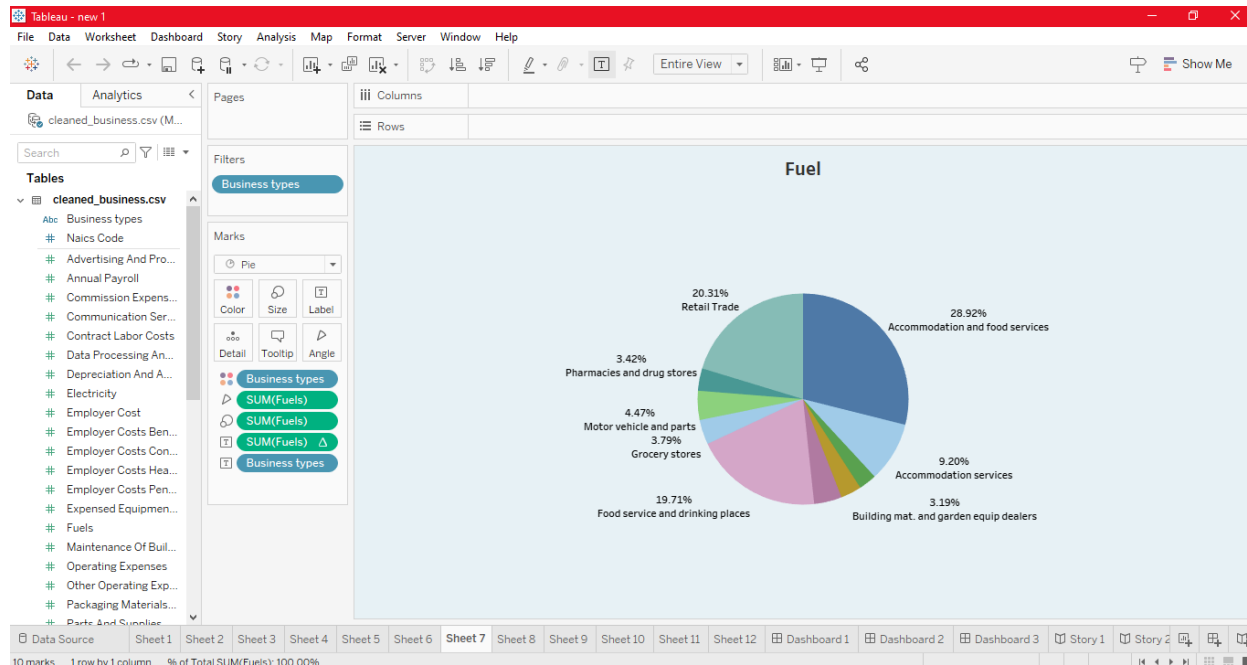 Tableau - new 1
File Data Worksheet Dashboard Story Analysis Map Format Server Window Help
Entire View
Show Me
Data Analytics
cleaned_business.csv (M...
Search
Tables
cleaned_business.csv
Abc Business types
# Naics Code
# Advertising And Pro...
# Annual Payroll
# Commission Expens...
# Communication Ser...
# Contract Labor Costs
# Data Processing An...
# Depreciation And A...
# Electricity
# Employer Cost
# Employer Costs Ben...
# Employer Costs Con...
# Employer Costs Hea...
# Employer Costs Pen...
# Expensed Equipmen...
# Fuels
# Maintenance Of Buil...
# Operating Expenses
# Other Operating Exp...
# Packaging Materials...
# Parts And Supplies
Pages
Filters
Business types
Marks
Pie
Color Size Label
Detail Tooltip Angle
Business types
SUM(Fuels)
SUM(Fuels)
SUM(Fuels) Δ
Business types
iii Columns
Rows
Fuel
20.31%
Retail Trade
28.92%
Accommodation and food services
3.42%
Pharmacies and drug stores
4.47%
Motor vehicle and parts
3.79%
Grocery stores
9.20%
Accommodation services
19.71%
Food service and drinking places
3.19%
Building mat. and garden equip dealers
Data Source Sheet 1 Sheet 2 Sheet 3 Sheet 4 Sheet 5 Sheet 6 Sheet 7 Sheet 8 Sheet 9 Sheet 10 Sheet 11 Sheet 12 Dashboard 1 Dashboard 2 Dashboard 3 Story 1 Story 2
10 marks 1 row by 1 column % of Total SUM(Fuels): 100.00%